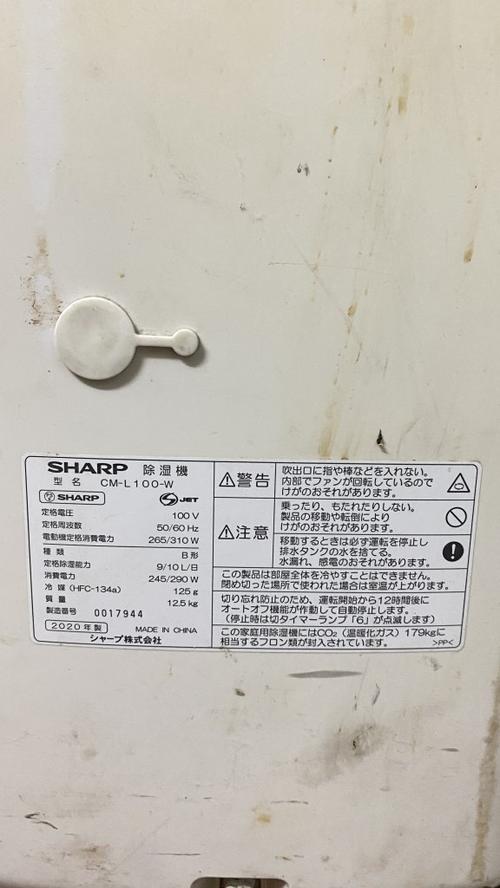 SHARP 除湿機
型 名 CM-L100-W
SHARP JET
定格電圧 100 V
定格周波数 50/60 Hz
電動機定格消費電力 265/310 W
種 類 B形
定格除湿能力 9/10 L/日
消費電力 245/290 W
冷 媒 (HFC-134a) 125 g
質 量 12.5 kg
製造番号 0017944
2020年製 MADE IN CHINA
シャープ株式会社
警告
吹出口に指や棒などを入れない。
内部でファンが回転しているので
けがのおそれがあります。
注意
乗ったり、もたれたりしない。
製品の移動や転倒により
けがのおそれがあります。
移動するときは必ず運転を停止し
排水タンクの水を捨てる。
水漏れ、感電のおそれがあります。
この製品は部屋全体を冷やすことはできません。
閉め切った場所で使われた場合は室温が上がります。
切り忘れ防止のため、運転開始から12時間後に
オートオフ機能が作動して自動停止します。
(停止時は切タイマーランプ「6」が点滅します)
この家庭用除湿機にはCO₂（温暖化ガス）179kgに
相当するフロン類が封入されています。 >PP<